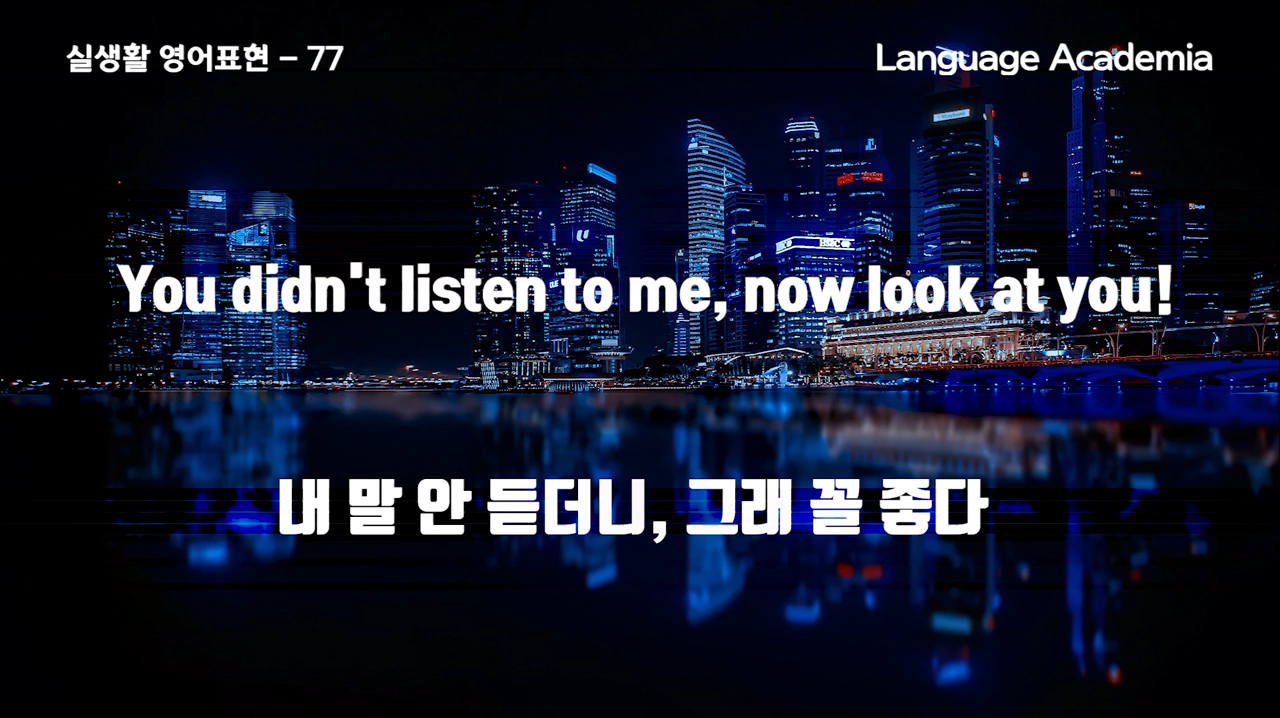 실생활 영어표현 – 77
Language Academia
You didn't listen to me, now look at you!
내 말 안 듣더니, 그래 꼴 좋다